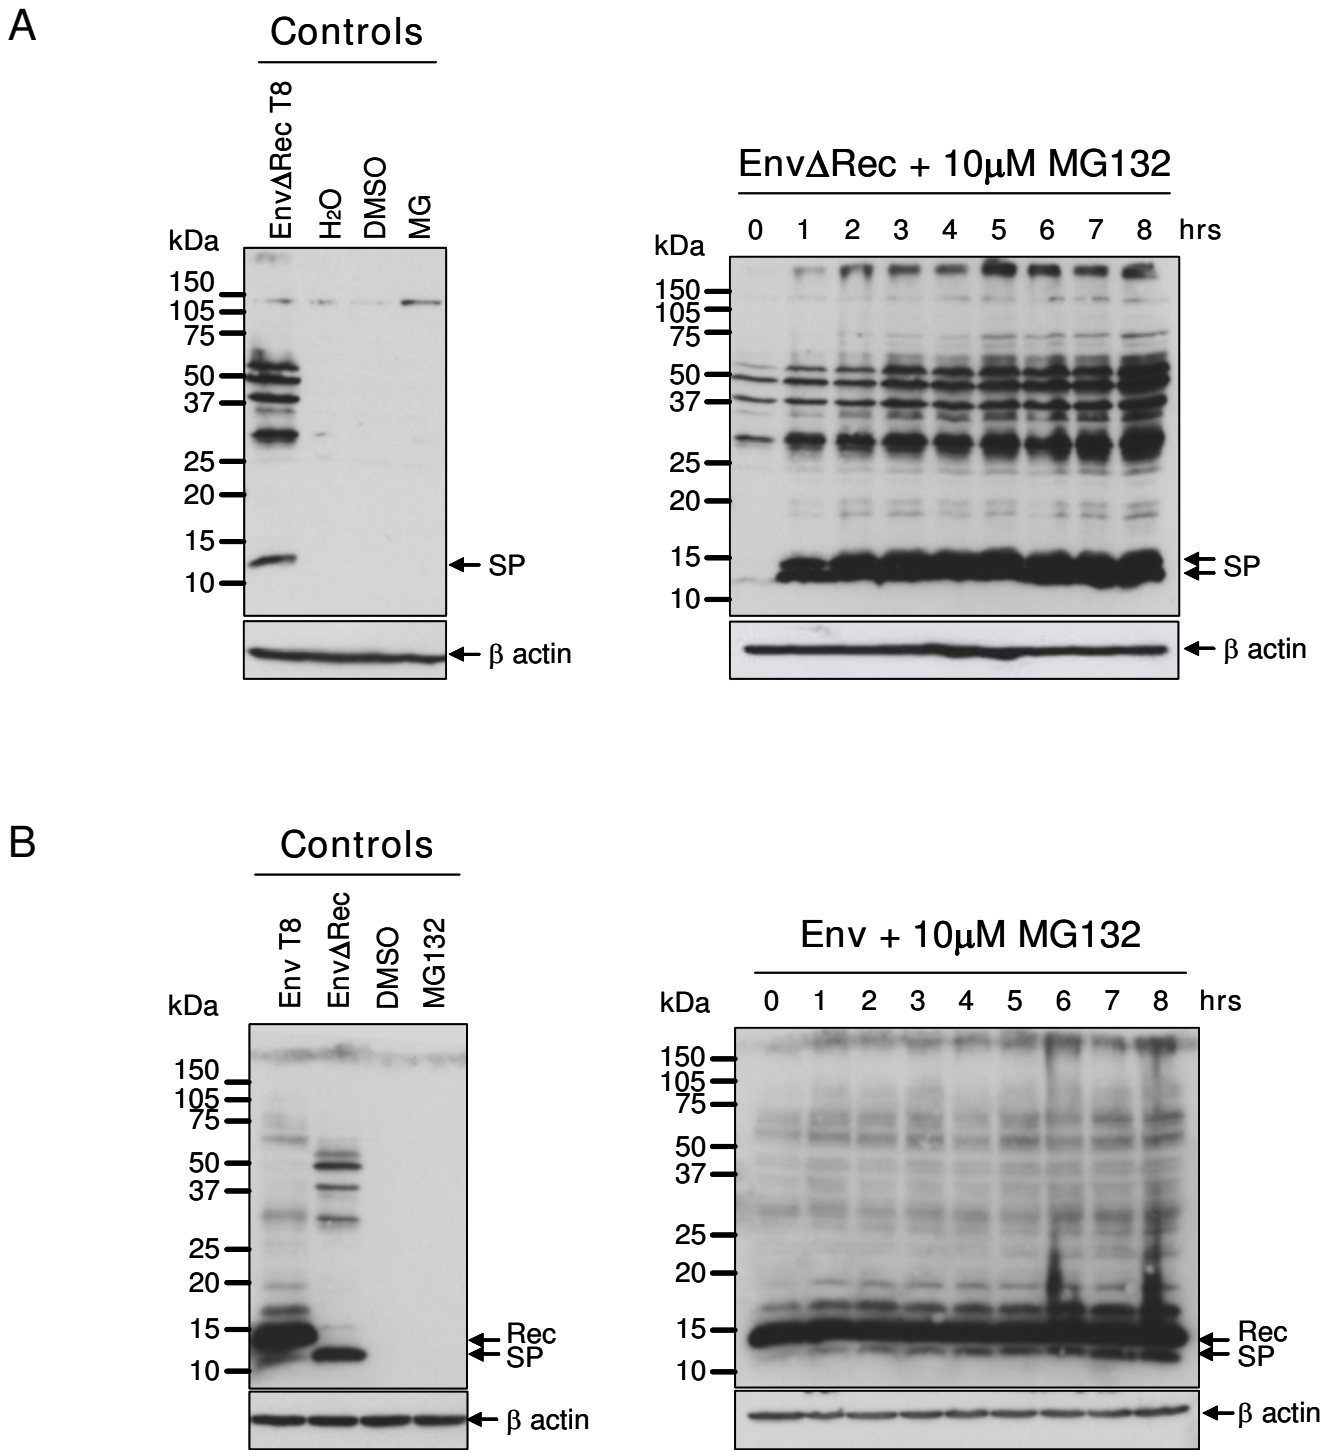 A
Controls
EnvΔRec T8
H₂O
DMSO
MG
kDa
150
105
75
50
37
25
20
15
10
SP
β actin
EnvΔRec + 10μM MG132
0 1 2 3 4 5 6 7 8 hrs
kDa
150
105
75
50
37
25
20
15
10
SP
β actin
B
Controls
Env T8
EnvΔRec
DMSO
MG132
kDa
150
105
75
50
37
25
20
15
10
Rec
SP
β actin
Env + 10μM MG132
0 1 2 3 4 5 6 7 8 hrs
kDa
150
105
75
50
37
25
20
15
10
Rec
SP
β actin